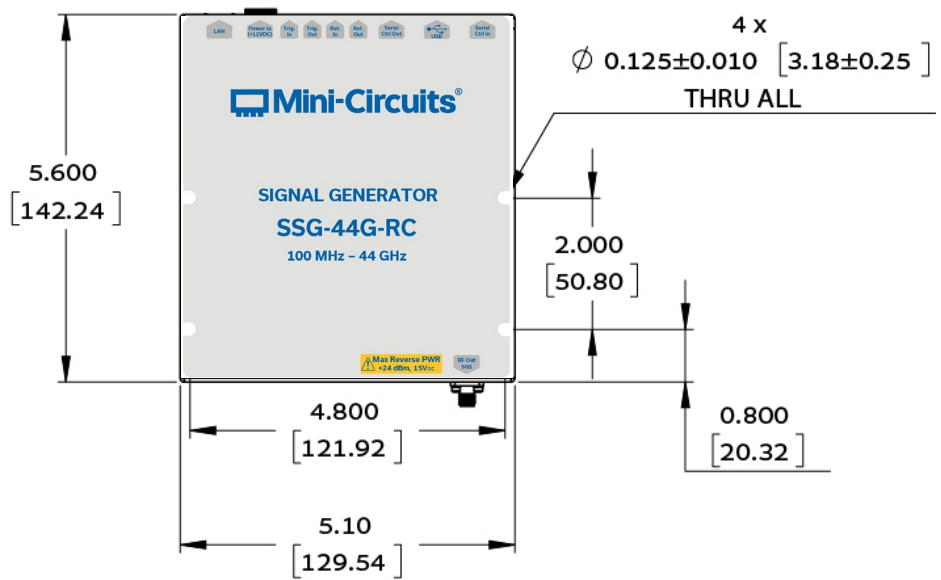 LAN
Power In
(+12VDC)
Trig.
In
Trig.
Out
Ref.
In
Ref.
Out
Serial
Ctrl Out
USB
Serial
Ctrl In
4 x
∅ 0.125±0.010 [3.18±0.25]
THRU ALL
Mini-Circuits®
5.600
[142.24]
SIGNAL GENERATOR
SSG-44G-RC
100 MHz – 44 GHz
2.000
[50.80]
Max Reverse PWR
+24 dBm, 15VDC
RF Out
50Ω
4.800
[121.92]
0.800
[20.32]
5.10
[129.54]